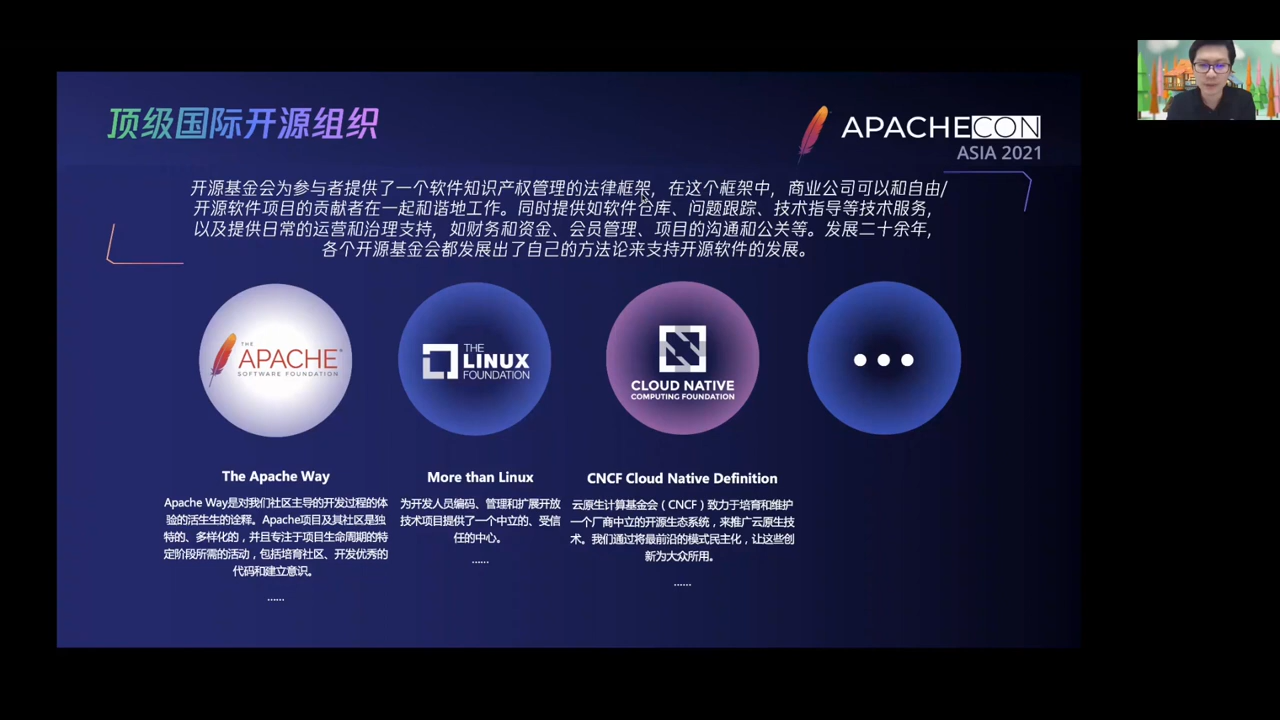 顶级国际开源组织
APACHECON
ASIA 2021
开源基金会为参与者提供了一个软件知识产权管理的法律框架，在这个框架中，商业公司可以和自由/
开源软件项目的贡献者在一起和谐地工作。同时提供如软件仓库、问题跟踪、技术指导等技术服务，
以及提供日常的运营和治理支持，如财务和资金、会员管理、项目的沟通和公关等。发展二十余年，
各个开源基金会都发展出了自己的方法论来支持开源软件的发展。
THE
APACHE®
SOFTWARE FOUNDATION
THE
LINUX
FOUNDATION
CLOUD NATIVE
COMPUTING FOUNDATION
The Apache Way
Apache Way是对我们社区主导的开发过程的体
验的活生生的诠释。Apache项目及其社区是独
特的、多样化的，并且专注于项目生命周期的特
定阶段所需的活动，包括培育社区、开发优秀的
代码和建立意识。
......
More than Linux
为开发人员编码、管理和扩展开放
技术项目提供了一个中立的、受信
任的中心。
......
CNCF Cloud Native Definition
云原生计算基金会（CNCF）致力于培育和维护
一个厂商中立的开源生态系统，来推广云原生技
术。我们通过将最前沿的模式民主化，让这些创
新为大众所用。
......